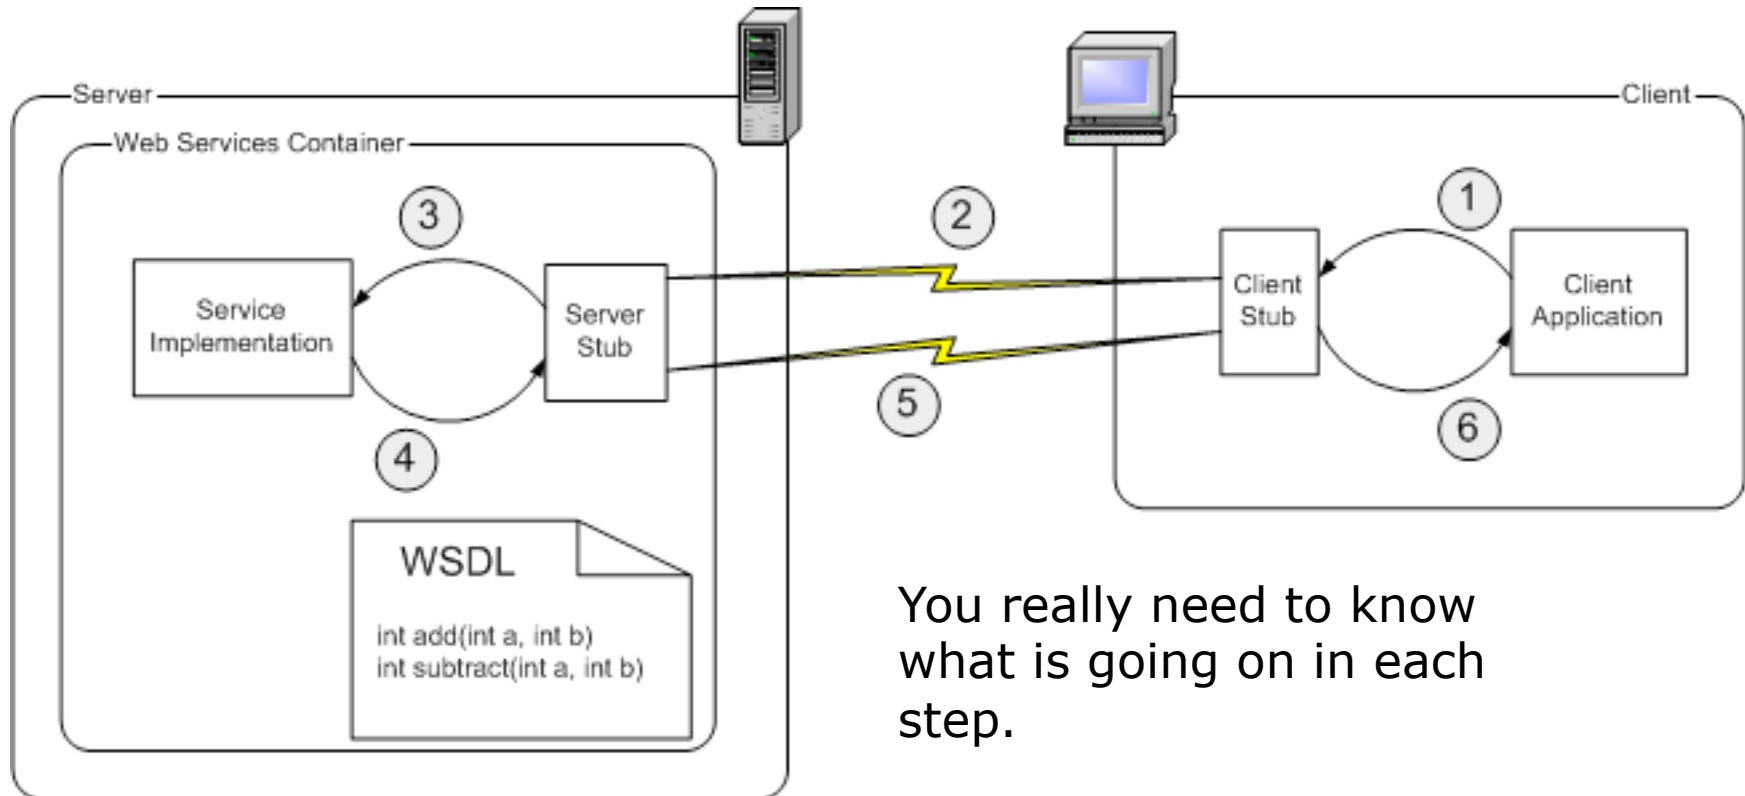 Server
Client
Web Services Container
3
2
1
Service
Implementation
Server
Stub
Client
Stub
Client
Application
4
5
6
WSDL
int add(int a, int b)
int subtract(int a, int b)
You really need to know
what is going on in each
step.